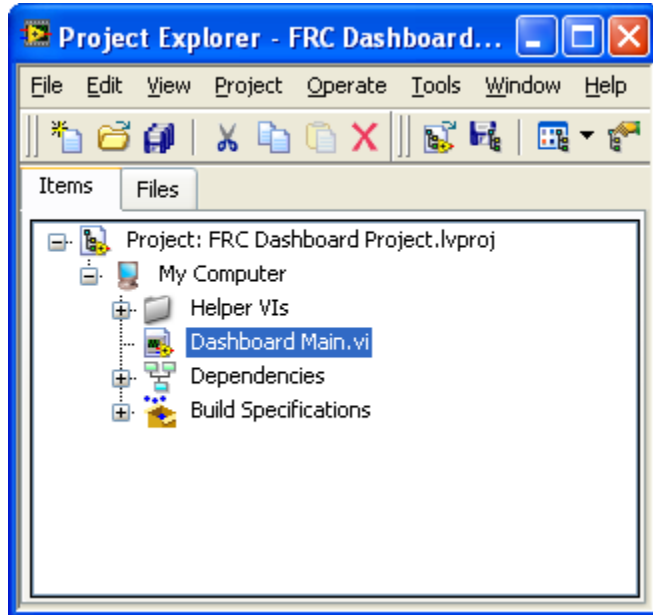 Project Explorer - FRC Dashboard...
File Edit View Project Operate Tools Window Help
Items Files
Project: FRC Dashboard Project.lvproj
My Computer
Helper VIs
Dashboard Main.vi
Dependencies
Build Specifications